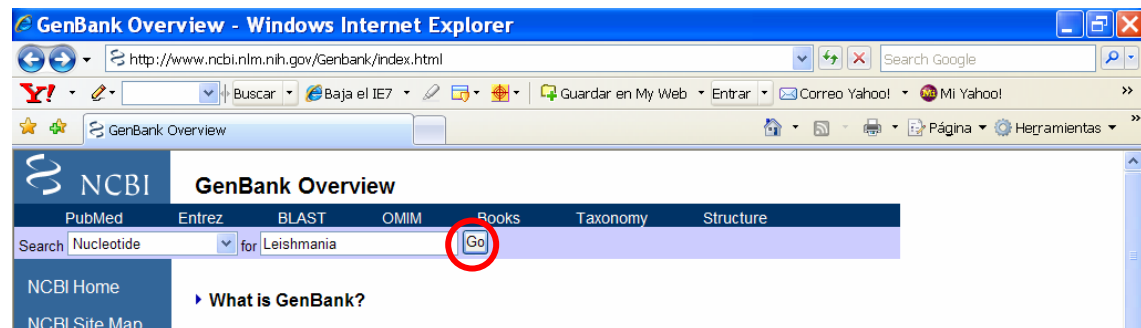 GenBank Overview - Windows Internet Explorer
http://www.ncbi.nlm.nih.gov/Genbank/index.html Search Google
Y! Buscar Baja el IE7 Guardar en My Web Entrar Correo Yahoo! Mi Yahoo! >>
GenBank Overview Página Herramientas >>
NCBI GenBank Overview
PubMed Entrez BLAST OMIM Books Taxonomy Structure
Search Nucleotide for Leishmania Go
NCBI Home
What is GenBank?
NCBI Site Map